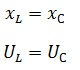 x_L = x_C
U_L = U_C